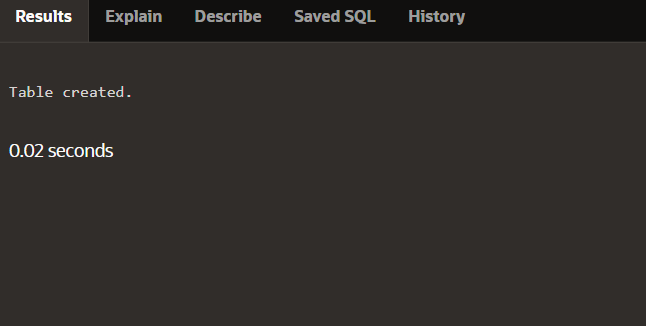 Results Explain Describe Saved SQL History
Table created.
0.02 seconds